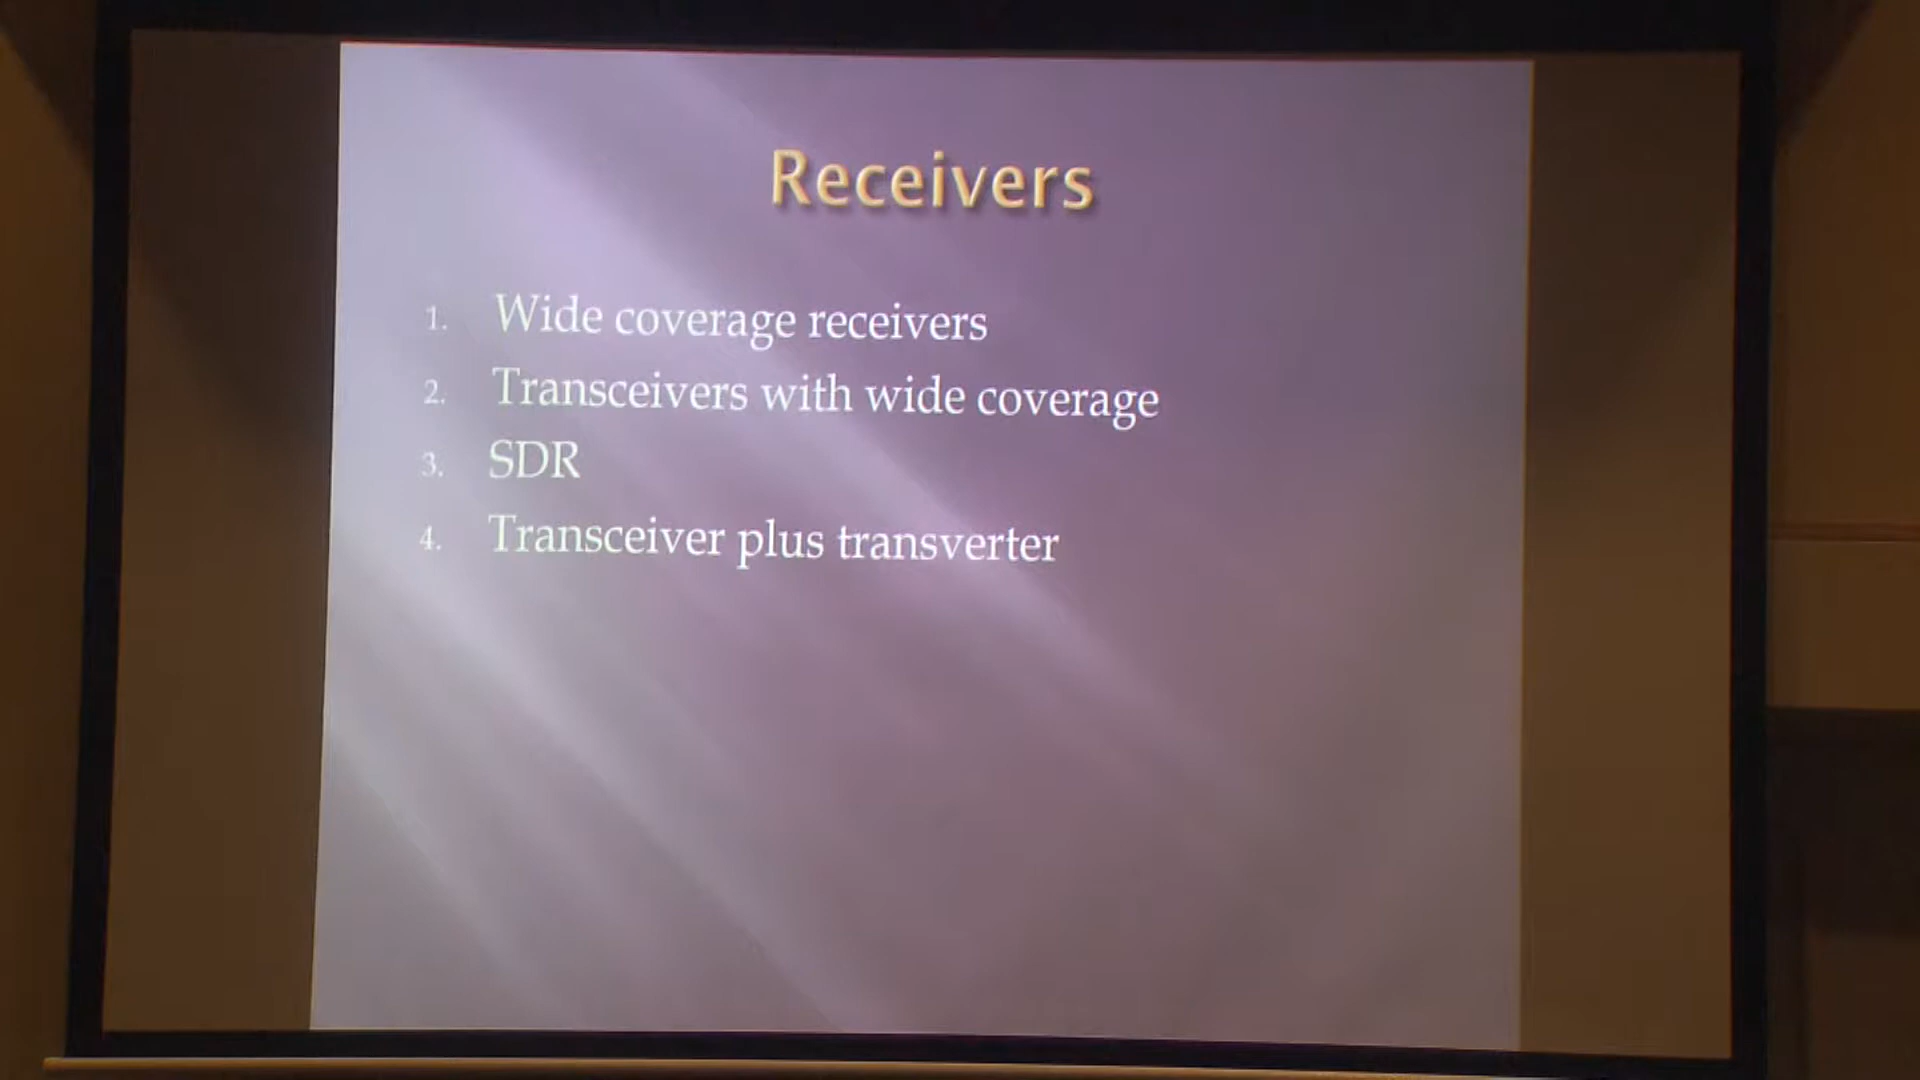 Receivers
1. Wide coverage receivers
2. Transceivers with wide coverage
3. SDR
4. Transceiver plus transverter